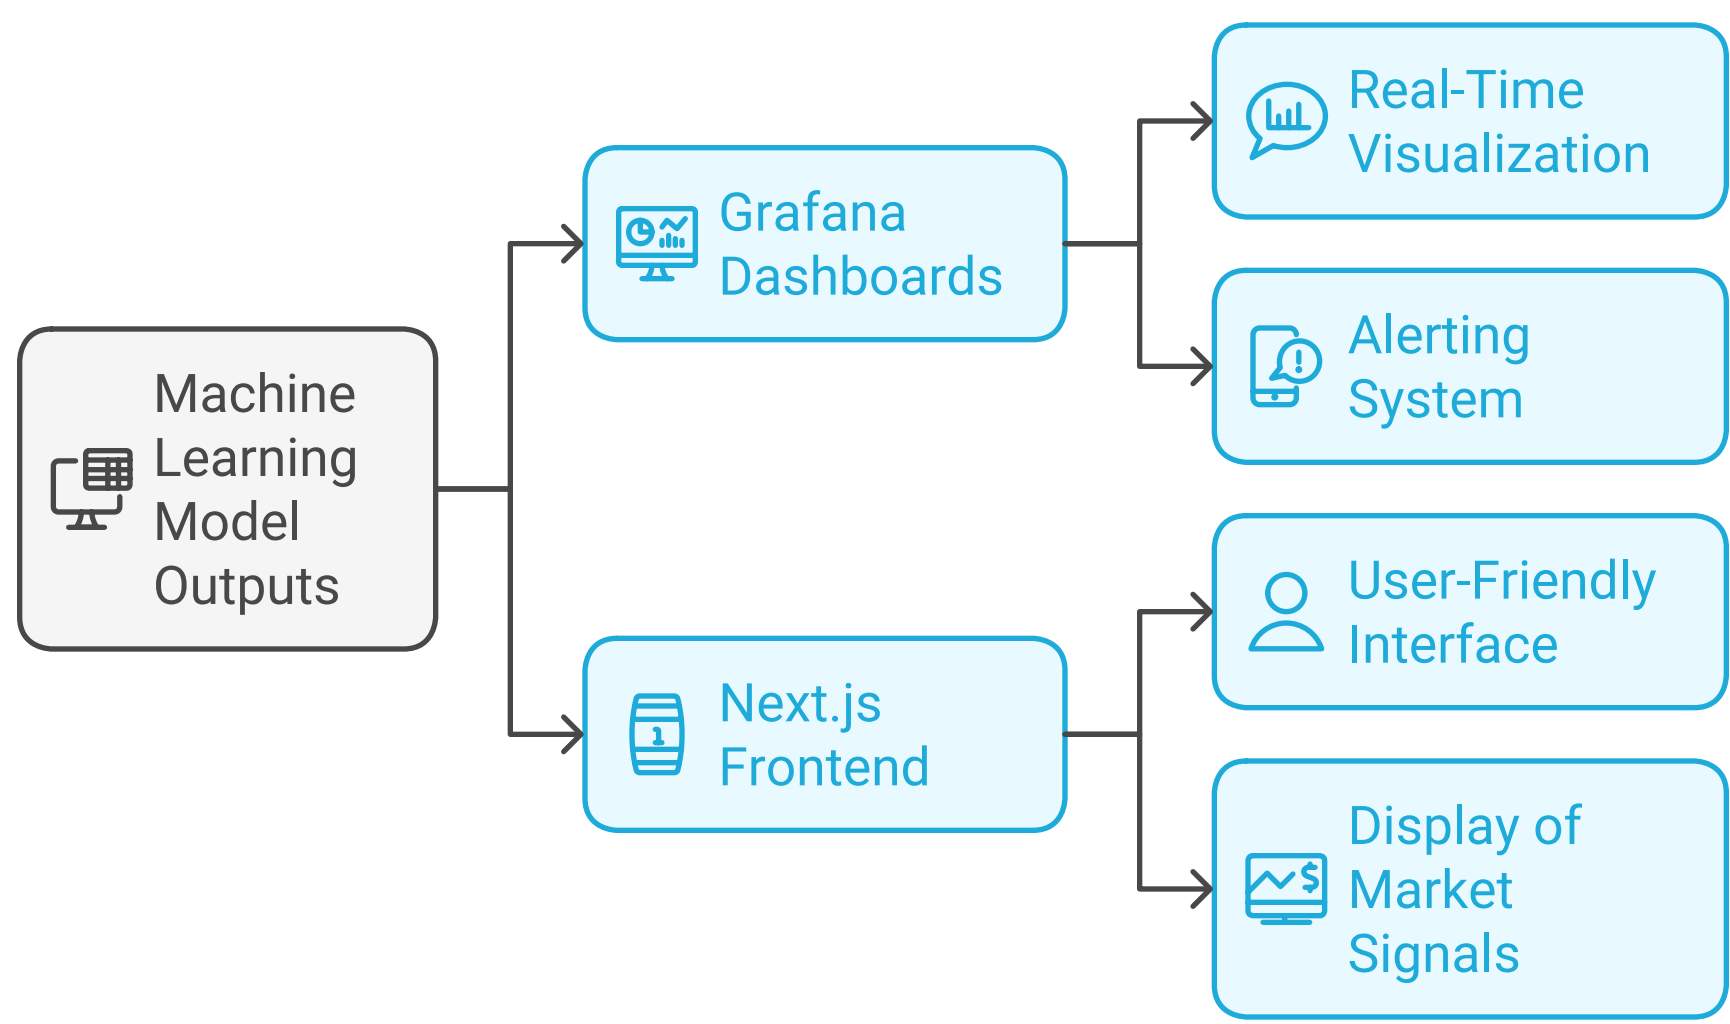 Real-Time
Visualization
Grafana
Dashboards
Alerting
System
Machine
Learning
Model
Outputs
User-Friendly
Interface
Next.js
Frontend
1
Display of
Market
Signals
$